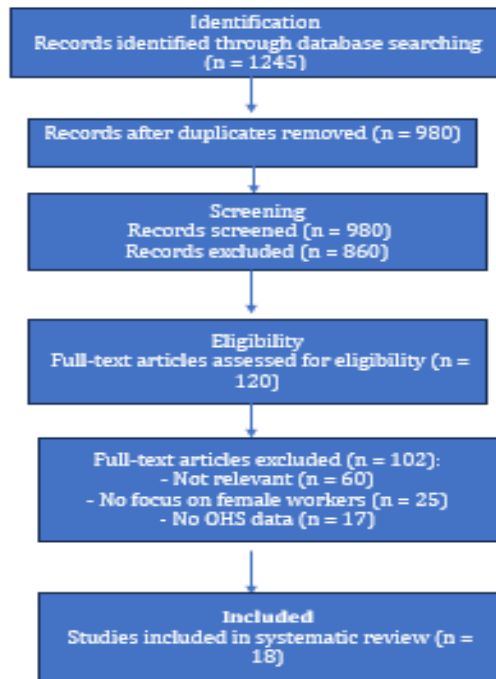 Identification
Records identified through database searching
(n = 1245)
Records after duplicates removed (n = 980)
Screening
Records screened (n = 980)
Records excluded (n = 860)
Eligibility
Full-text articles assessed for eligibility (n =
120)
Full-text articles excluded (n = 102):
- Not relevant (n = 60)
- No focus on female workers (n = 25)
- No OHS data (n = 17)
Included
Studies included in systematic review (n =
18)